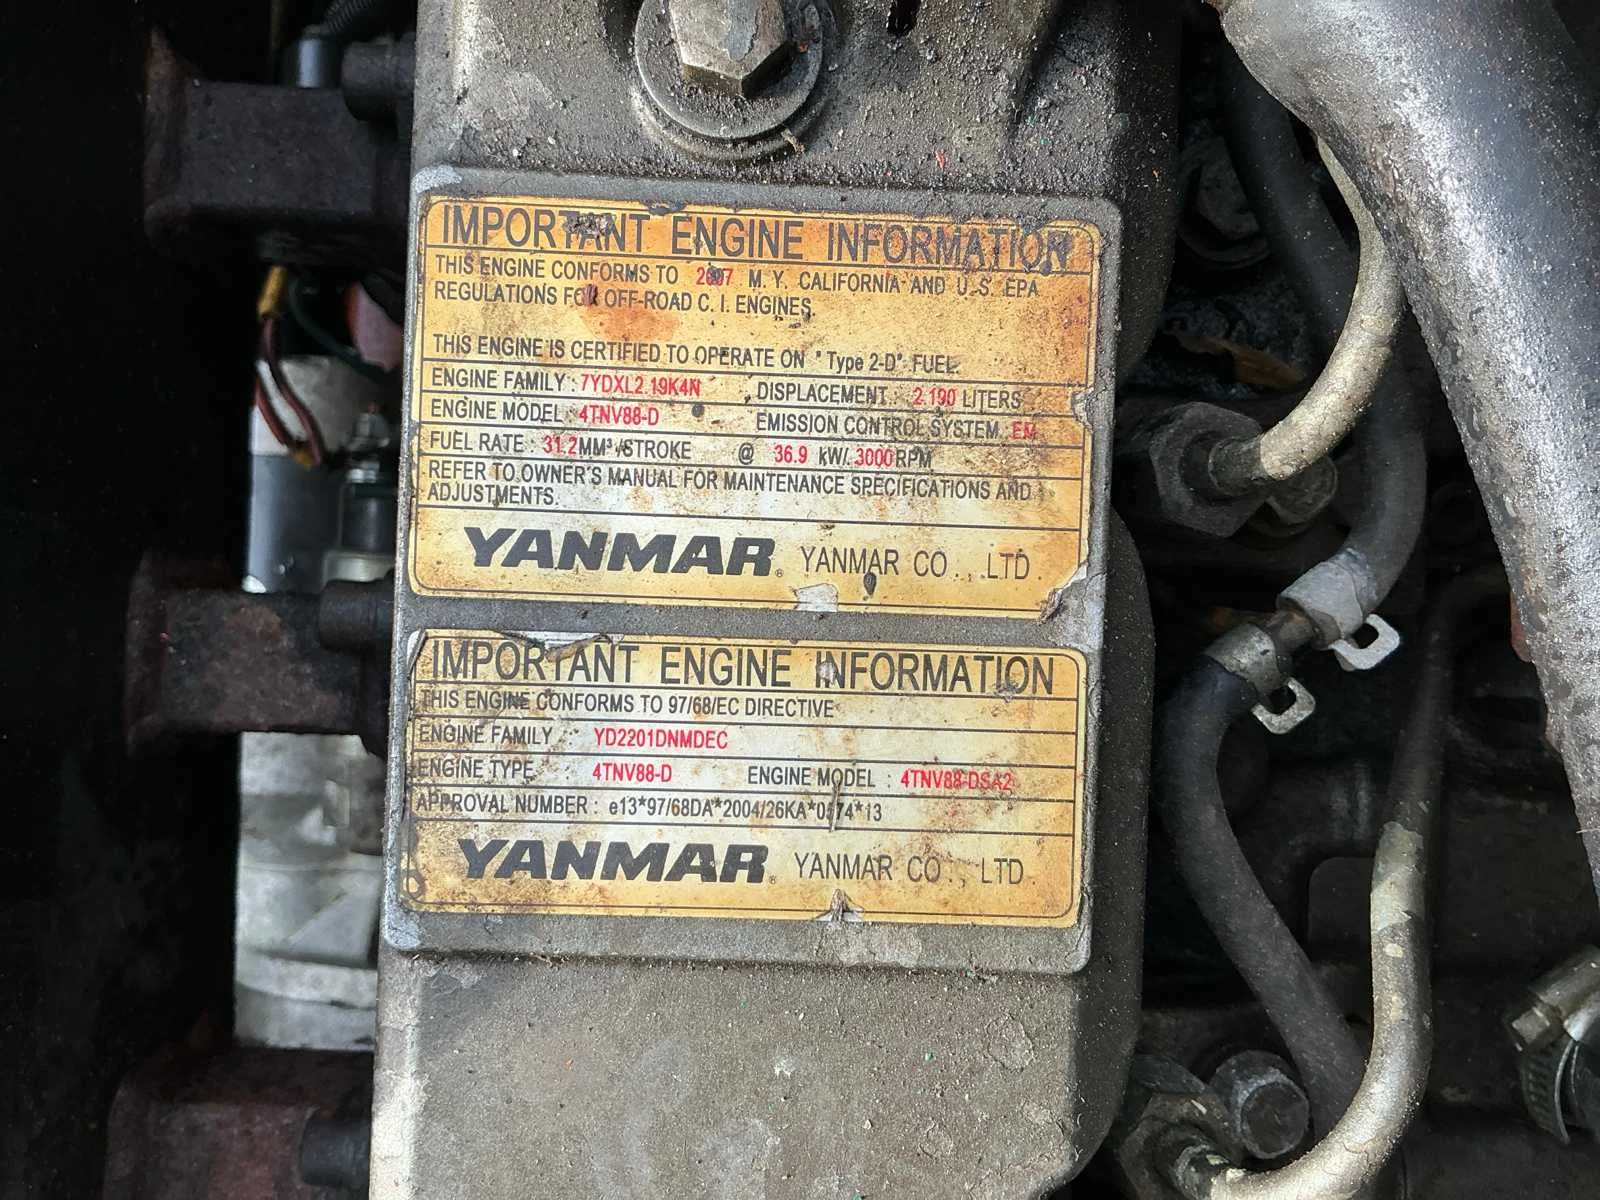 IMPORTANT ENGINE INFORMATION
THIS ENGINE CONFORMS TO 2007 M.Y. CALIFORNIA AND U.S. EPA
REGULATIONS FOR OFF-ROAD C.I. ENGINES.
THIS ENGINE IS CERTIFIED TO OPERATE ON "Type 2-D" FUEL.
ENGINE FAMILY : 7YDXL2.19K4N DISPLACEMENT : 2.190 LITERS
ENGINE MODEL : 4TNV88-D EMISSION CONTROL SYSTEM EM
FUEL RATE : 31.2MM³/STROKE @ 36.9 kW/ 3000RPM
REFER TO OWNER'S MANUAL FOR MAINTENANCE SPECIFICATIONS AND
ADJUSTMENTS.
YANMAR® YANMAR CO., LTD.
IMPORTANT ENGINE INFORMATION
THIS ENGINE CONFORMS TO 97/68/EC DIRECTIVE
ENGINE FAMILY : YD2201DNMDEC
ENGINE TYPE : 4TNV88-D ENGINE MODEL : 4TNV88-DSA2
APPROVAL NUMBER : e13*97/68DA*2004/26KA*0574*13
YANMAR® YANMAR CO., LTD.